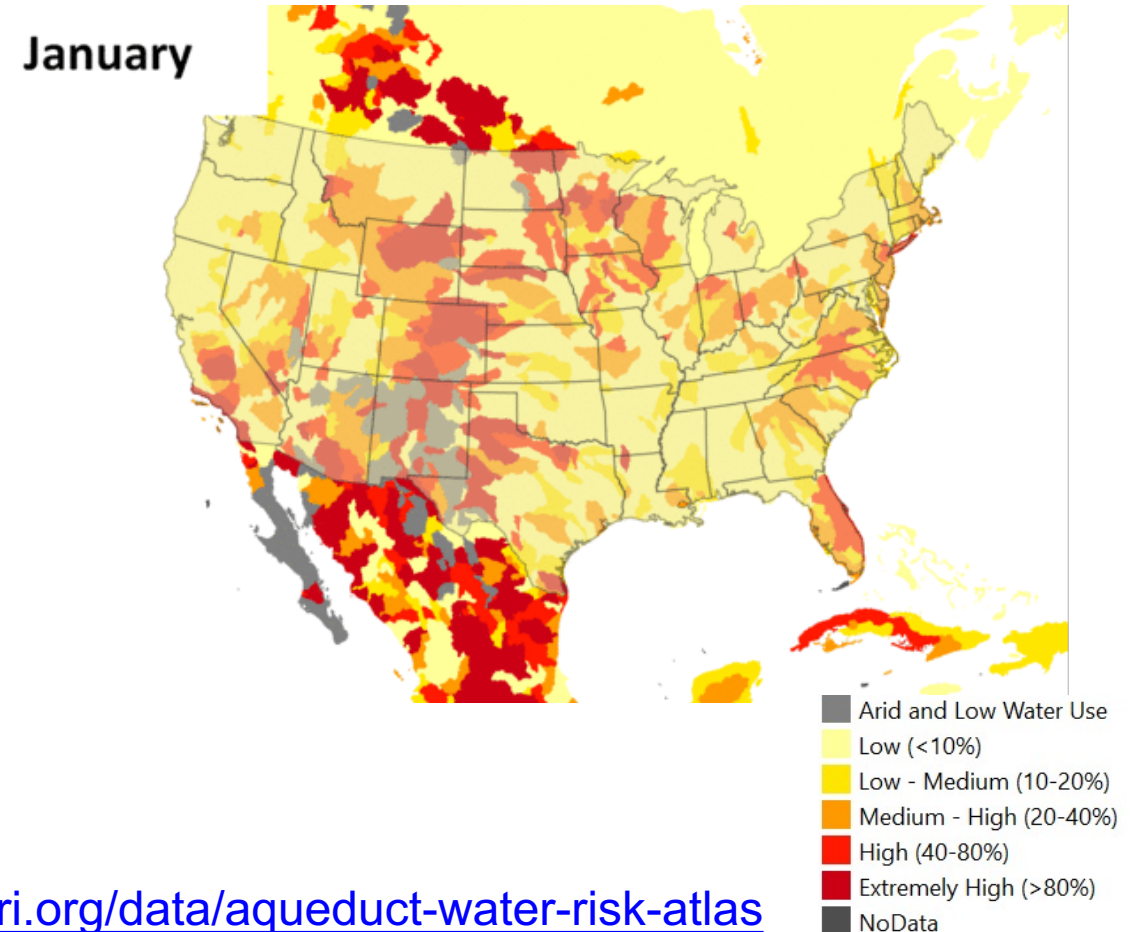 January
Arid and Low Water Use
Low (<10%)
Low - Medium (10-20%)
Medium - High (20-40%)
High (40-80%)
Extremely High (>80%)
NoData
ri.org/data/aqueduct-water-risk-atlas